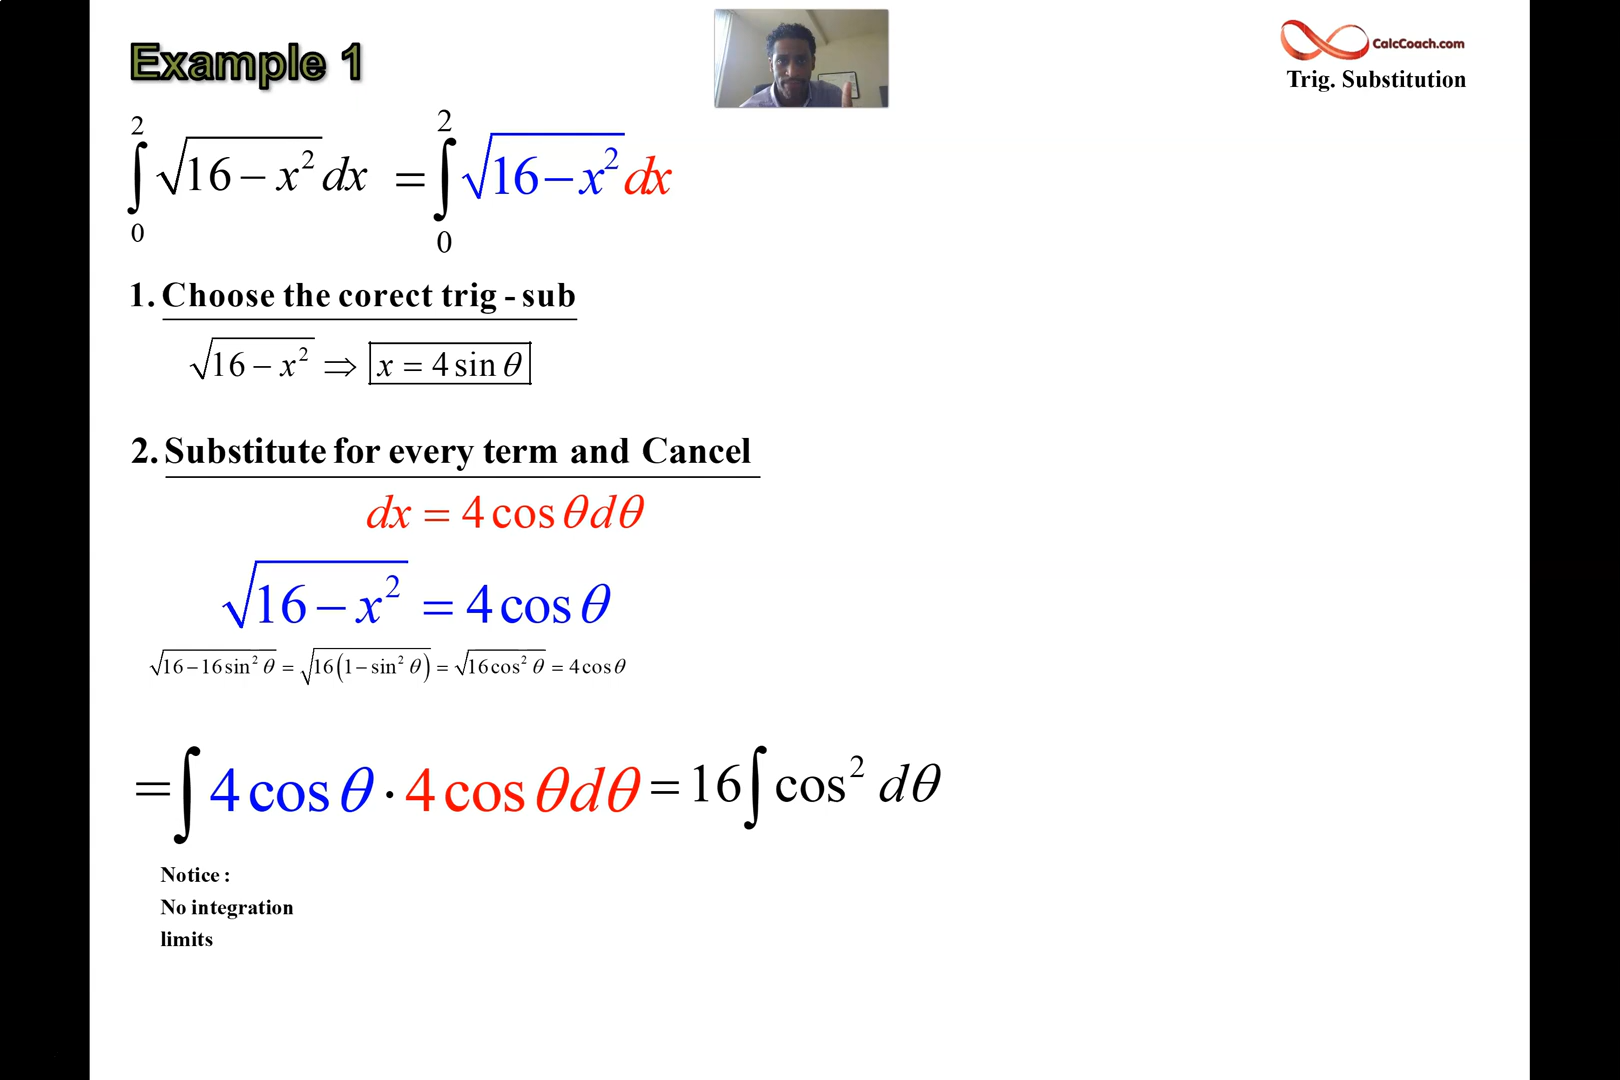 Example 1
CalcCoach.com
Trig. Substitution
∫₀² √(16 − x²) dx = ∫₀² √(16 − x²) dx
1. Choose the corect trig - sub
√(16 − x²) ⇒ x = 4 sin θ
2. Substitute for every term and Cancel
dx = 4 cos θdθ
√(16 − x²) = 4 cos θ
√(16 − 16 sin² θ) = √(16(1 − sin² θ)) = √(16 cos² θ) = 4 cos θ
= ∫ 4 cos θ · 4 cos θdθ = 16 ∫ cos² dθ
Notice :
No integration
limits